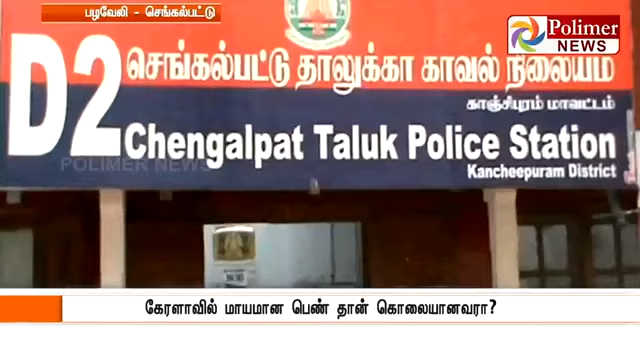 பழவேலி - செங்கல்பட்டு
Polimer
NEWS
D2 செங்கல்பட்டு தாலுக்கா காவல் நிலையம்
காஞ்சிபுரம் மாவட்டம்
Chengalpat Taluk Police Station
Kancheepuram District
POLIMER NEWS
கேரளாவில் மாயமான பெண் தான் கொலையானவரா?